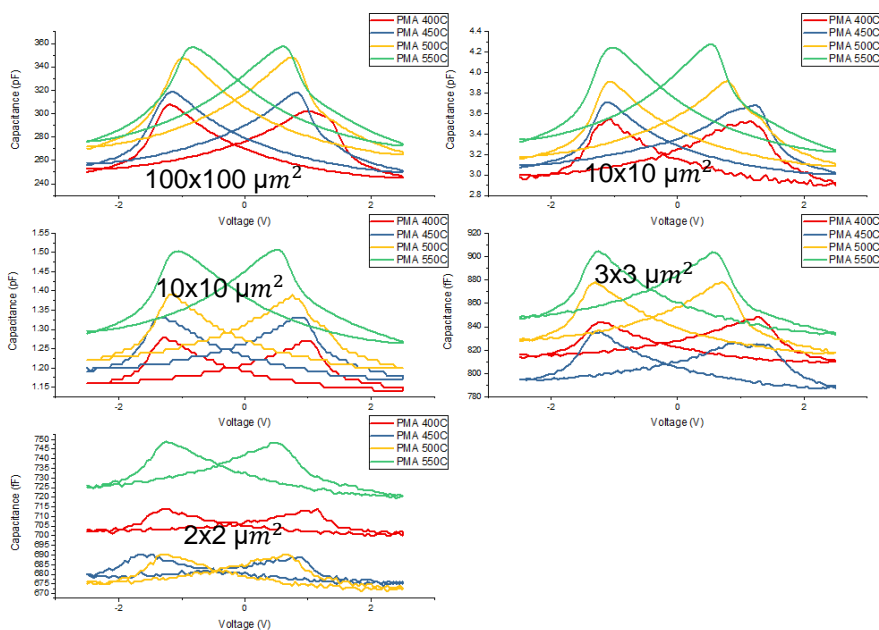 PMA 400C
PMA 450C
PMA 500C
PMA 550C
Capacitance (pF)
360
340
320
300
280
260
240
100x100 μm²
-2
0
2
Voltage (V)
PMA 400C
PMA 450C
PMA 500C
PMA 550C
Capacitance (pF)
4.4
4.2
4.0
3.8
3.6
3.4
3.2
3.0
2.8
10x10 μm²
-2
0
2
Voltage (V)
PMA 400C
PMA 450C
PMA 500C
PMA 550C
Capacitance (pF)
1.55
1.50
1.45
1.40
1.35
1.30
1.25
1.20
1.15
10x10 μm²
-2
0
2
Voltage (V)
PMA 400C
PMA 450C
PMA 500C
PMA 550C
Capacitance (fF)
920
900
880
860
840
820
800
780
3x3 μm²
-2
0
2
Voltage (V)
PMA 400C
PMA 450C
PMA 500C
PMA 550C
Capacitance (fF)
750
745
740
735
730
725
720
715
710
705
700
690
685
680
675
670
2x2 μm²
-2
0
2
Voltage (V)